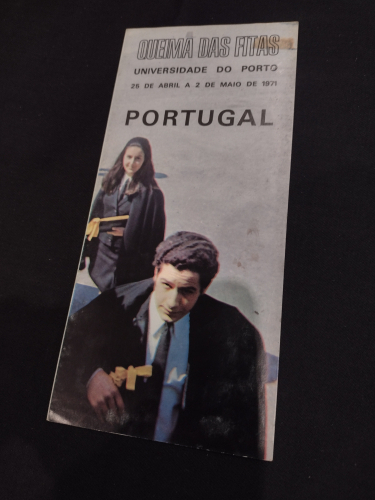 QUEIMA DAS FITAS
UNIVERSIDADE DO PORTO
25 DE ABRIL A 2 DE MAIO DE 1971
PORTUGAL